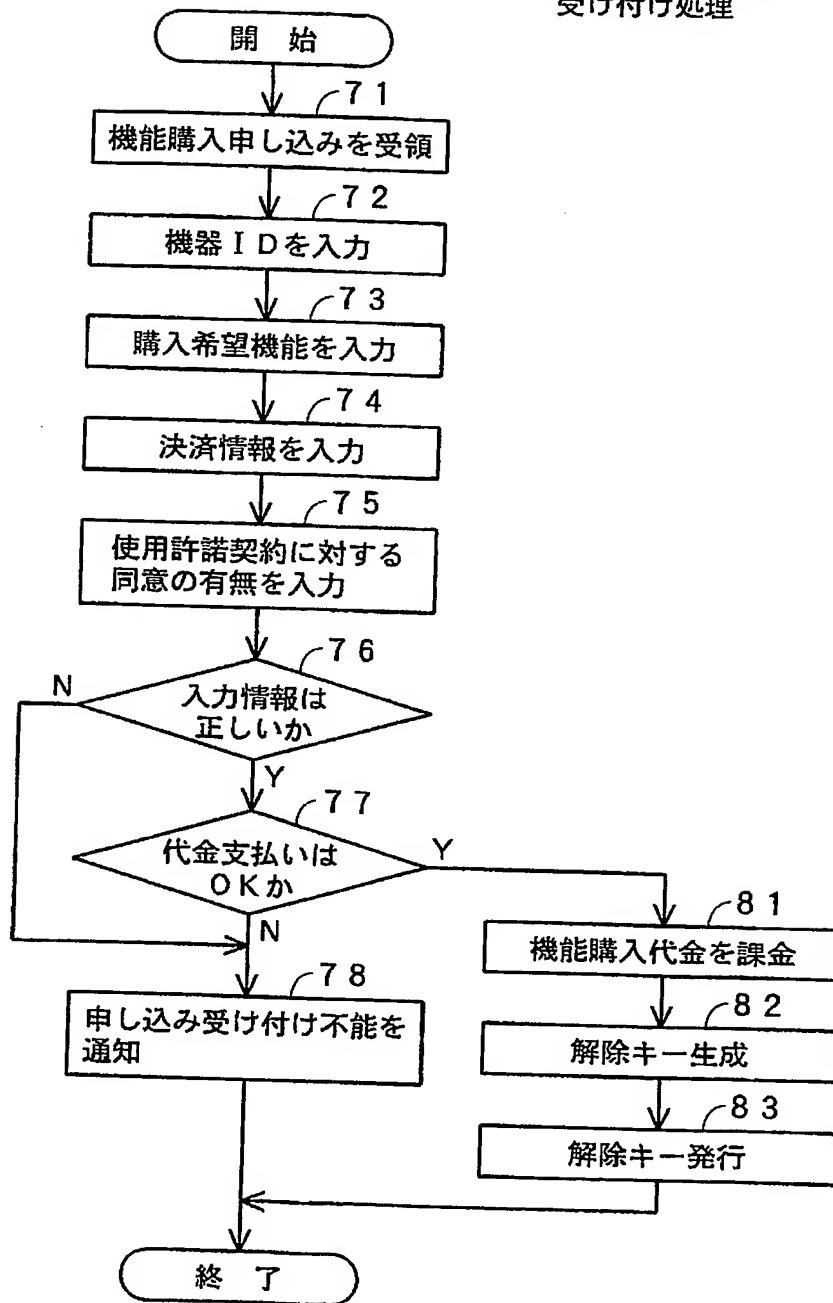 受け付け処理
開 始
71
機能購入申し込みを受領
72
機器IDを入力
73
購入希望機能を入力
74
決済情報を入力
75
使用許諾契約に対する
同意の有無を入力
76
N
入力情報は
正しいか
Y
77
代金支払いは
OKか
Y
N
81
機能購入代金を課金
78
申し込み受け付け不能を
通知
82
解除キー生成
83
解除キー発行
終 了